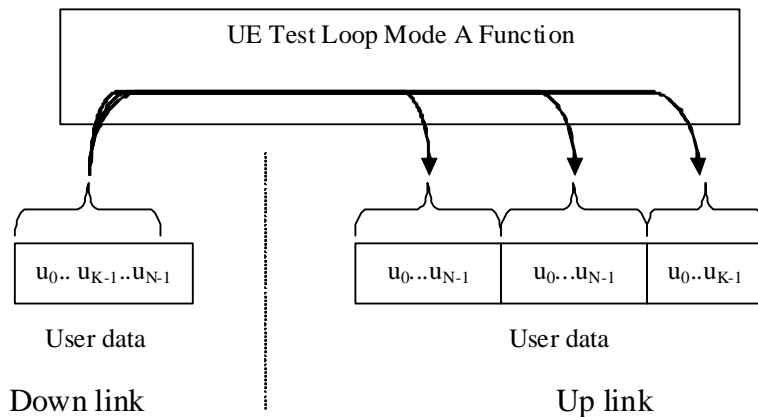 UE Test Loop Mode A Function
u0.. uK-1..uN-1
u0...uN-1
u0...uN-1
u0..uK-1
User data
User data
Down link
Up link